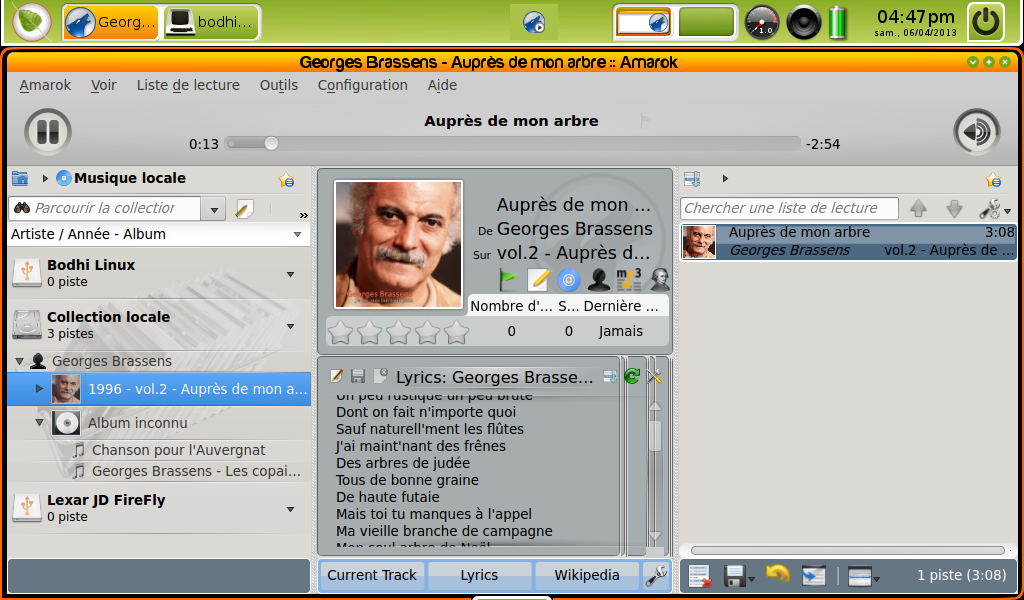 Georg...
bodhi...
1.0
04:47pm
sam., 06/04/2013
Georges Brassens - Auprès de mon arbre :: Amarok
Amarok Voir Liste de lecture Outils Configuration Aide
Auprès de mon arbre
0:13
-2:54
Musique locale
Parcourir la collection
»
Artiste / Année - Album
Bodhi Linux
0 piste
Collection locale
3 pistes
Georges Brassens
1996 - vol.2 - Auprès de mon a...
Album inconnu
Chanson pour l'Auvergnat
Georges Brassens - Les copai...
Lexar JD FireFly
0 piste
Georges Brassens
Auprès de mon ...
De Georges Brassens
Sur vol.2 - Auprès d...
mp3
Nombre d'... S... Dernière ...
0 0 Jamais
Lyrics: Georges Brasse...
Un peu rustique un peu brute
Dont on fait n'importe quoi
Sauf naturell'ment les flûtes
J'ai maint'nant des frênes
Des arbres de judée
Tous de bonne graine
De haute futaie
Mais toi tu manques à l'appel
Ma vieille branche de campagne
Mon seul arbre de Noël
Current Track
Lyrics
Wikipedia
Chercher une liste de lecture
Auprès de mon arbre 3:08
Georges Brassens vol.2 - Auprès de ...
1 piste (3:08)